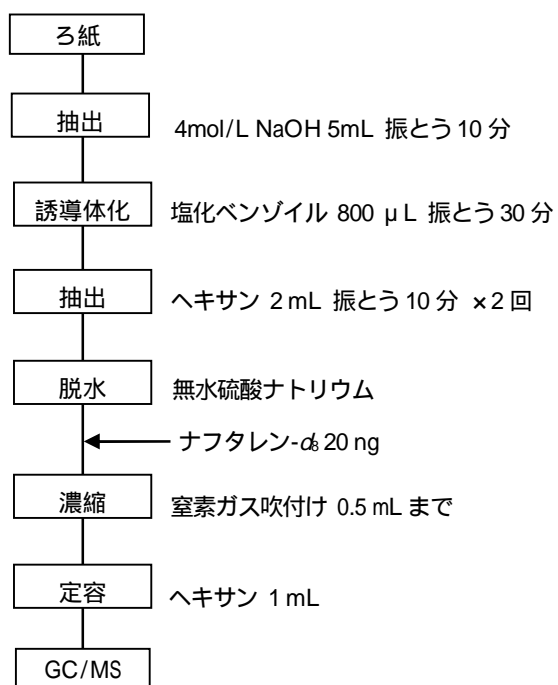 ろ紙
抽出 4mol/L NaOH 5mL 振とう 10 分
誘導体化 塩化ベンゾイル 800 μL 振とう 30 分
抽出 ヘキサン 2 mL 振とう 10 分 ×2 回
脱水 無水硫酸ナトリウム
ナフタレン-d8 20 ng
濃縮 窒素ガス吹付け 0.5 mL まで
定容 ヘキサン 1 mL
GC/MS